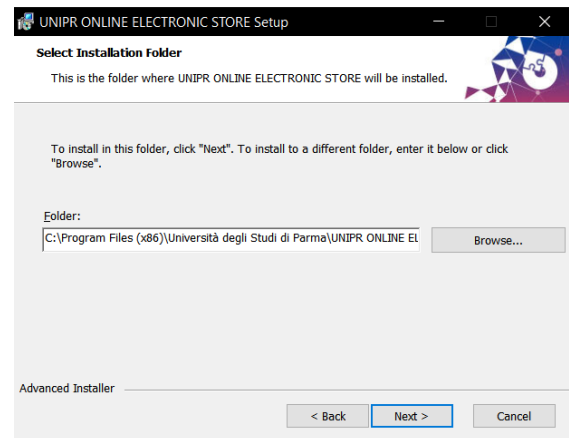 UNIPR ONLINE ELECTRONIC STORE Setup
Select Installation Folder
This is the folder where UNIPR ONLINE ELECTRONIC STORE will be installed.
To install in this folder, click "Next". To install to a different folder, enter it below or click
"Browse".
Folder:
C:\Program Files (x86)\Università degli Studi di Parma\UNIPR ONLINE EL
Browse...
Advanced Installer
< Back
Next >
Cancel